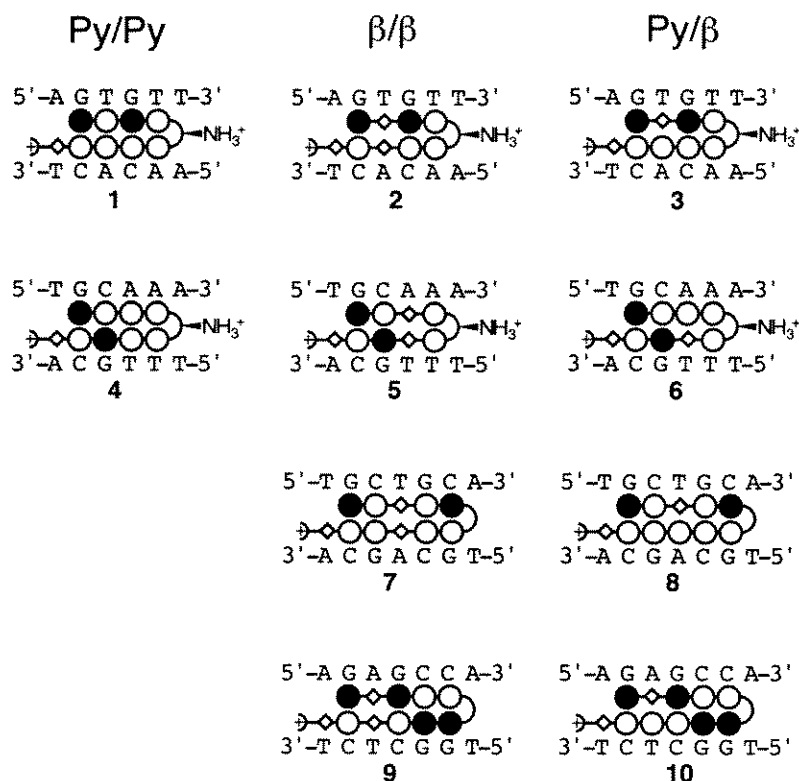 Py/Py β/β Py/β
5'-A G T G T T-3' 5'-A G T G T T-3' 5'-A G T G T T-3'
NH₃⁺ NH₃⁺ NH₃⁺
3'-T C A C A A-5' 3'-T C A C A A-5' 3'-T C A C A A-5'
1 2 3
5'-T G C A A A-3' 5'-T G C A A A-3' 5'-T G C A A A-3'
NH₃⁺ NH₃⁺ NH₃⁺
3'-A C G T T T-5' 3'-A C G T T T-5' 3'-A C G T T T-5'
4 5 6
5'-T G C T G C A-3' 5'-T G C T G C A-3'
3'-A C G A C G T-5' 3'-A C G A C G T-5'
7 8
5'-A G A G C C A-3' 5'-A G A G C C A-3'
3'-T C T C G G T-5' 3'-T C T C G G T-5'
9 10